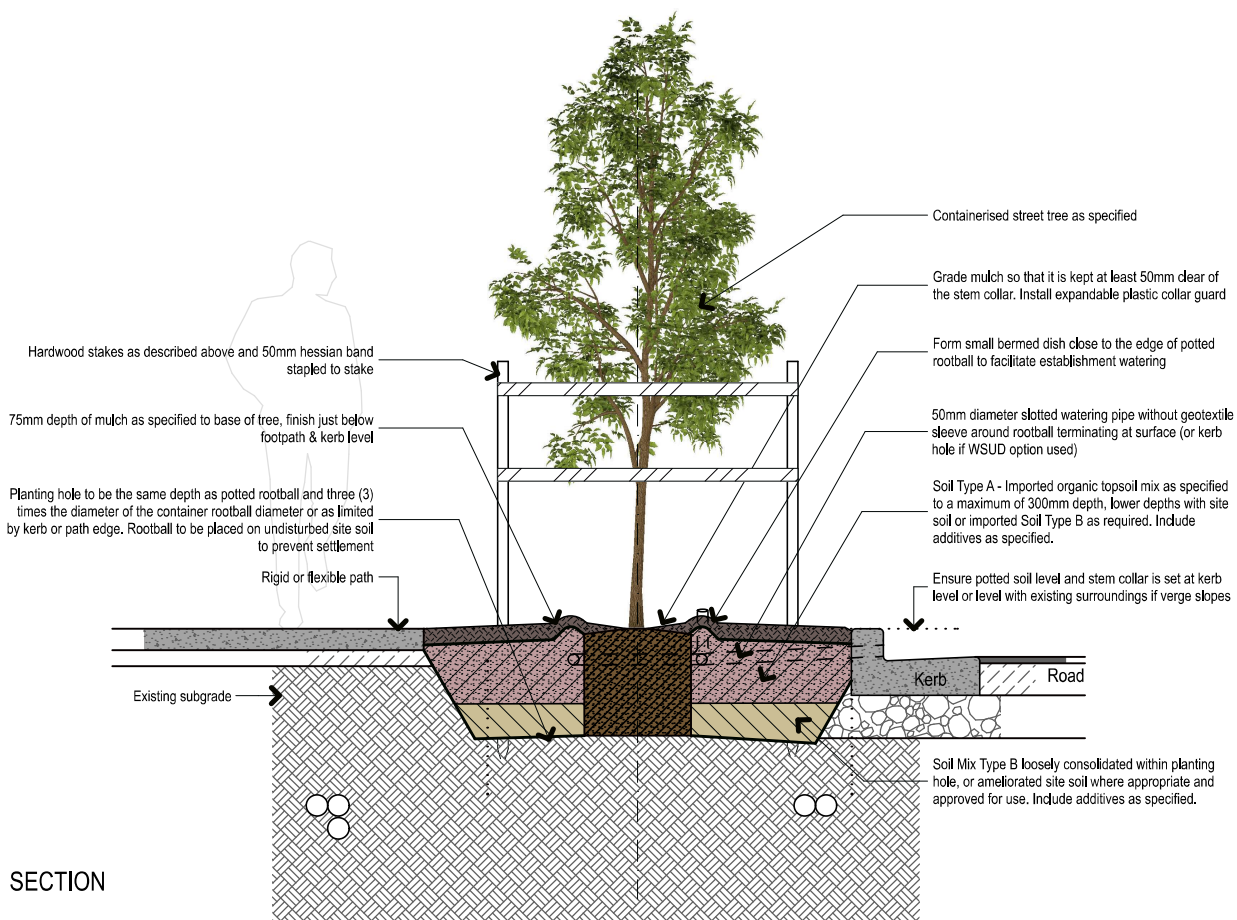 Containerised street tree as specified
Grade mulch so that it is kept at least 50mm clear of
the stem collar. Install expandable plastic collar guard
Form small bermed dish close to the edge of potted
rootball to facilitate establishment watering
50mm diameter slotted watering pipe without geotextile
sleeve around rootball terminating at surface (or kerb
hole if WSUD option used)
Soil Type A - Imported organic topsoil mix as specified
to a maximum of 300mm depth, lower depths with site
soil or imported Soil Type B as required. Include
additives as specified.
Ensure potted soil level and stem collar is set at kerb
level or level with existing surroundings if verge slopes
Hardwood stakes as described above and 50mm hessian band
stapled to stake
75mm depth of mulch as specified to base of tree, finish just below
footpath & kerb level
Planting hole to be the same depth as potted rootball and three (3)
times the diameter of the container rootball diameter or as limited
by kerb or path edge. Rootball to be placed on undisturbed site soil
to prevent settlement
Rigid or flexible path
Existing subgrade
Kerb
Road
Soil Mix Type B loosely consolidated within planting
hole, or ameliorated site soil where appropriate and
approved for use. Include additives as specified.
SECTION